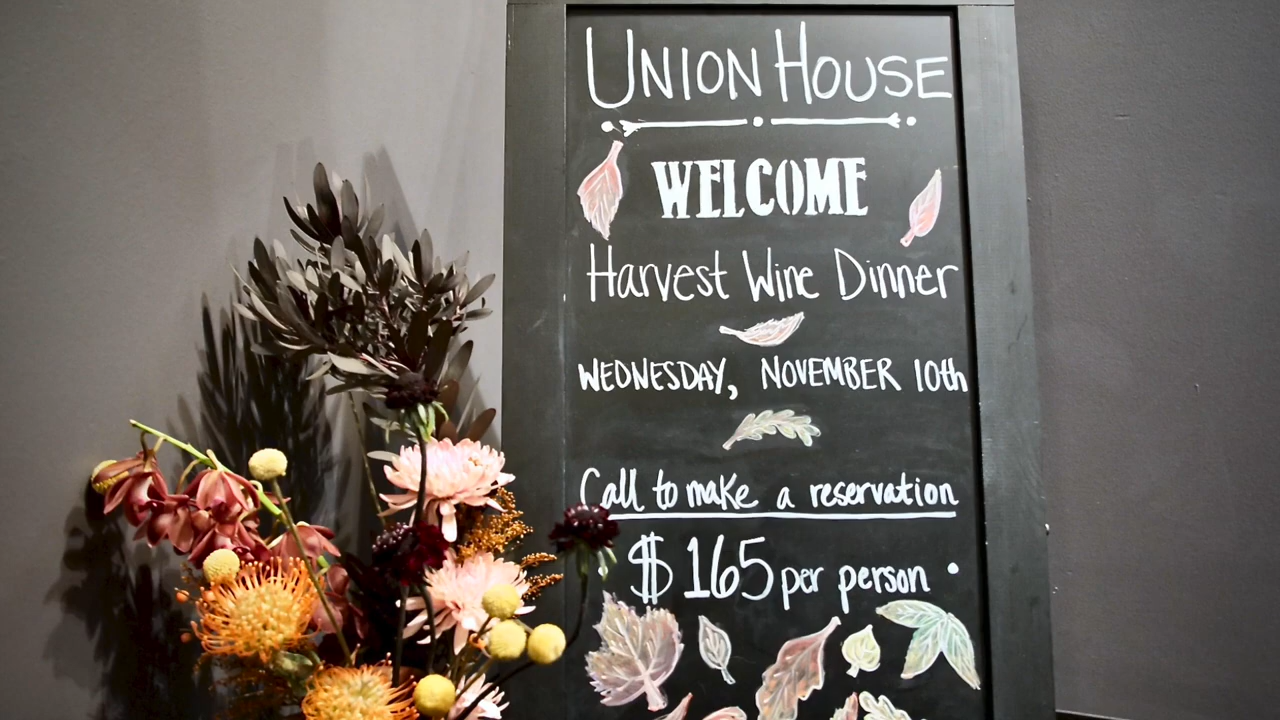 UNION HOUSE
WELCOME
Harvest Wine Dinner
WEDNESDAY, NOVEMBER 10th
Call to make a reservation
$165 per person